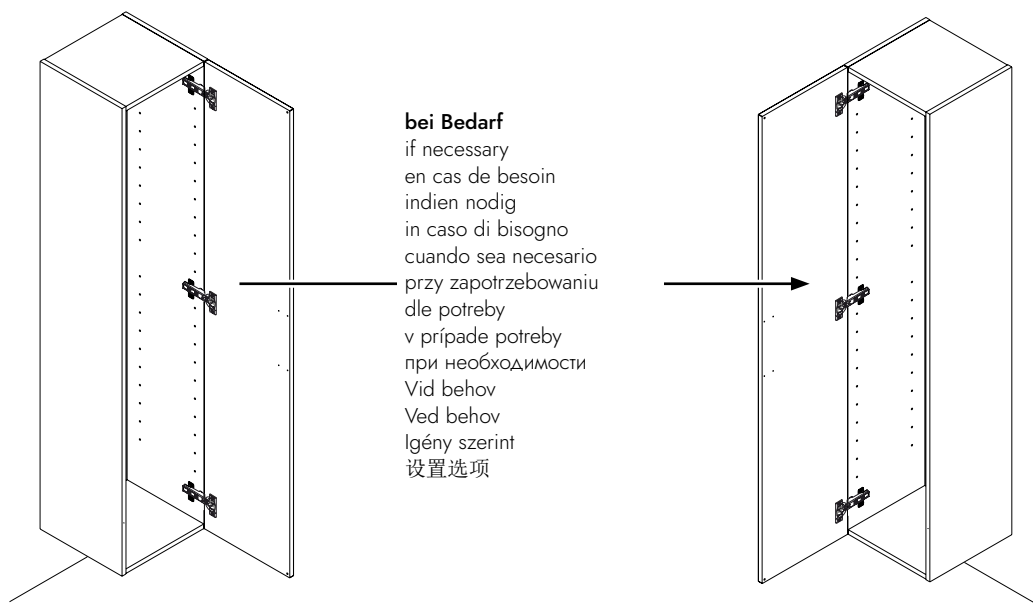 bei Bedarf
if necessary
en cas de besoin
indien nodig
in caso di bisogno
cuando sea necesario
przy zapotrzebowaniu
dle potreby
v prípade potreby
при необходимости
Vid behov
Ved behov
Igény szerint
设置选项